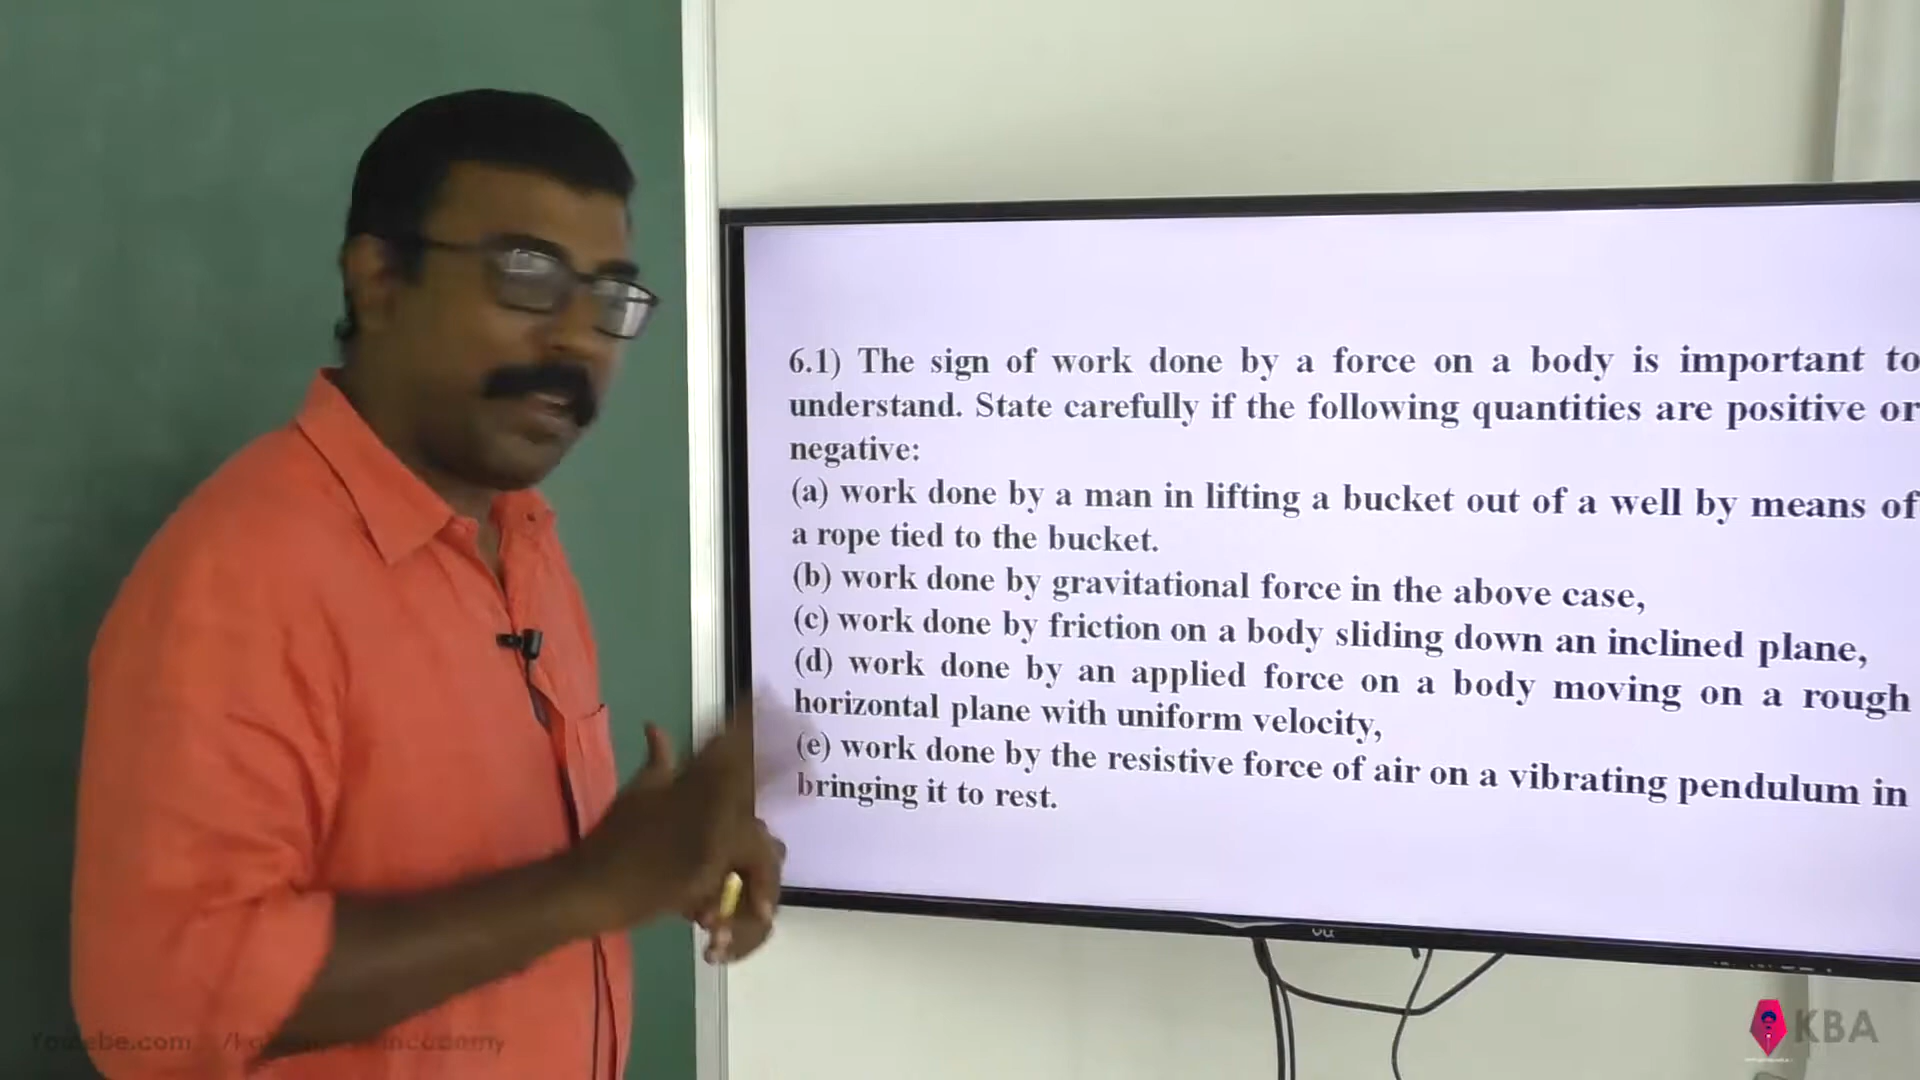 6.1) The sign of work done by a force on a body is important to
understand. State carefully if the following quantities are positive or
negative:
(a) work done by a man in lifting a bucket out of a well by means of
a rope tied to the bucket.
(b) work done by gravitational force in the above case,
(c) work done by friction on a body sliding down an inclined plane,
(d) work done by an applied force on a body moving on a rough
horizontal plane with uniform velocity,
(e) work done by the resistive force of air on a vibrating pendulum in
bringing it to rest.
KBA